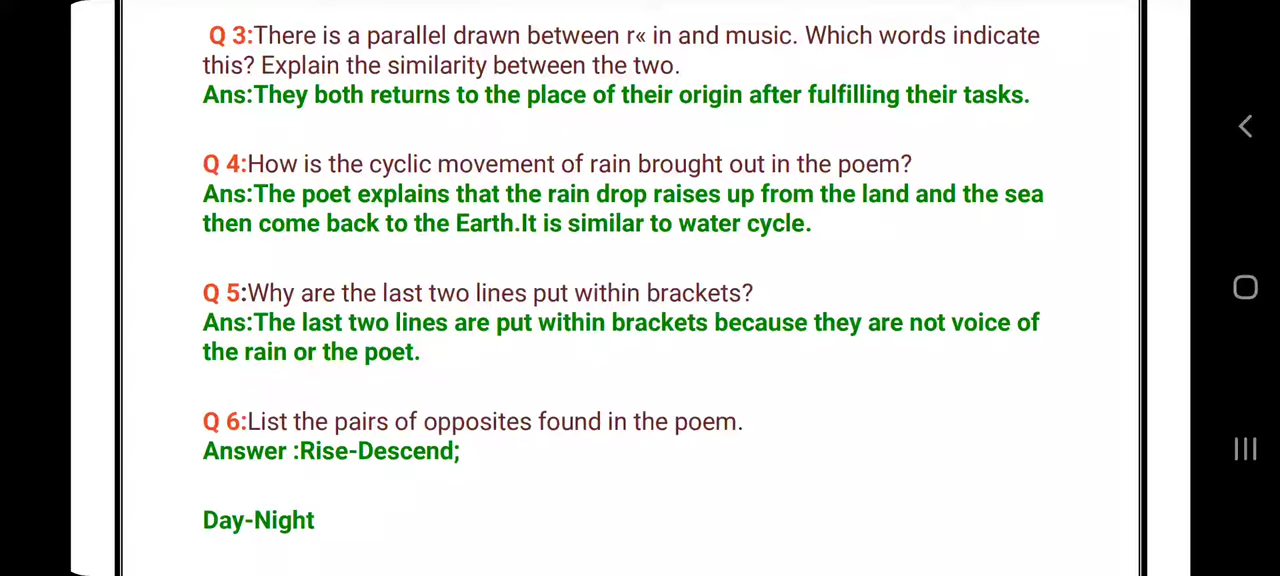 Q 3:There is a parallel drawn between r« in and music. Which words indicate
this? Explain the similarity between the two.
Ans:They both returns to the place of their origin after fulfilling their tasks.
Q 4:How is the cyclic movement of rain brought out in the poem?
Ans:The poet explains that the rain drop raises up from the land and the sea
then come back to the Earth.It is similar to water cycle.
Q 5:Why are the last two lines put within brackets?
Ans:The last two lines are put within brackets because they are not voice of
the rain or the poet.
Q 6:List the pairs of opposites found in the poem.
Answer :Rise-Descend;
Day-Night